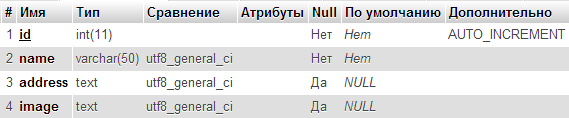 # Имя Тип Сравнение Атрибуты Null По умолчанию Дополнительно
1 id int(11) Нет Нет AUTO_INCREMENT
2 name varchar(50) utf8_general_ci Нет Нет
3 address text utf8_general_ci Да NULL
4 image text utf8_general_ci Да NULL